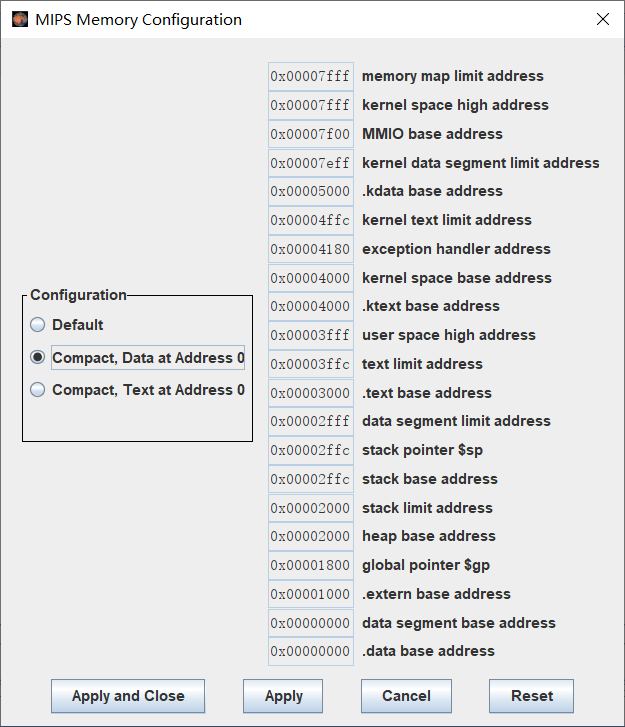 MIPS Memory Configuration
0x00007fff memory map limit address
0x00007fff kernel space high address
0x00007f00 MMIO base address
0x00007eff kernel data segment limit address
0x00005000 .kdata base address
0x00004ffc kernel text limit address
0x00004180 exception handler address
0x00004000 kernel space base address
0x00004000 .ktext base address
0x00003fff user space high address
0x00003ffc text limit address
0x00003000 .text base address
0x00002fff data segment limit address
0x00002ffc stack pointer $sp
0x00002ffc stack base address
0x00002000 stack limit address
0x00002000 heap base address
0x00001800 global pointer $gp
0x00001000 .extern base address
0x00000000 data segment base address
0x00000000 .data base address
Configuration
Default
Compact, Data at Address 0
Compact, Text at Address 0
Apply and Close Apply Cancel Reset